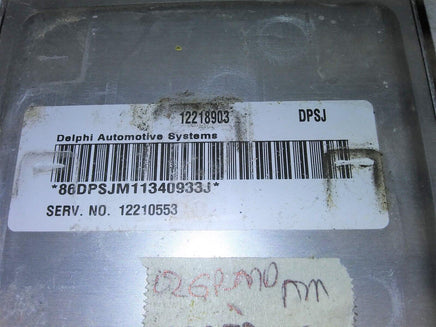 12218903 DPSJ
Delphi Automotive Systems
*86DPSJM11340933J*
SERV. NO. 12210553